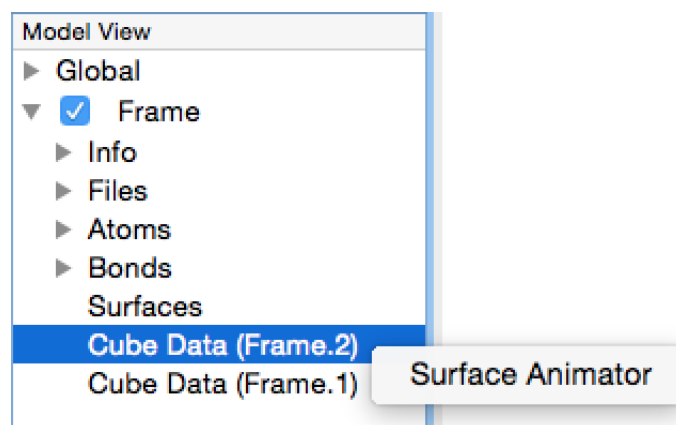 Model View
Global
Frame
Info
Files
Atoms
Bonds
Surfaces
Cube Data (Frame.2)
Cube Data (Frame.1)
Surface Animator